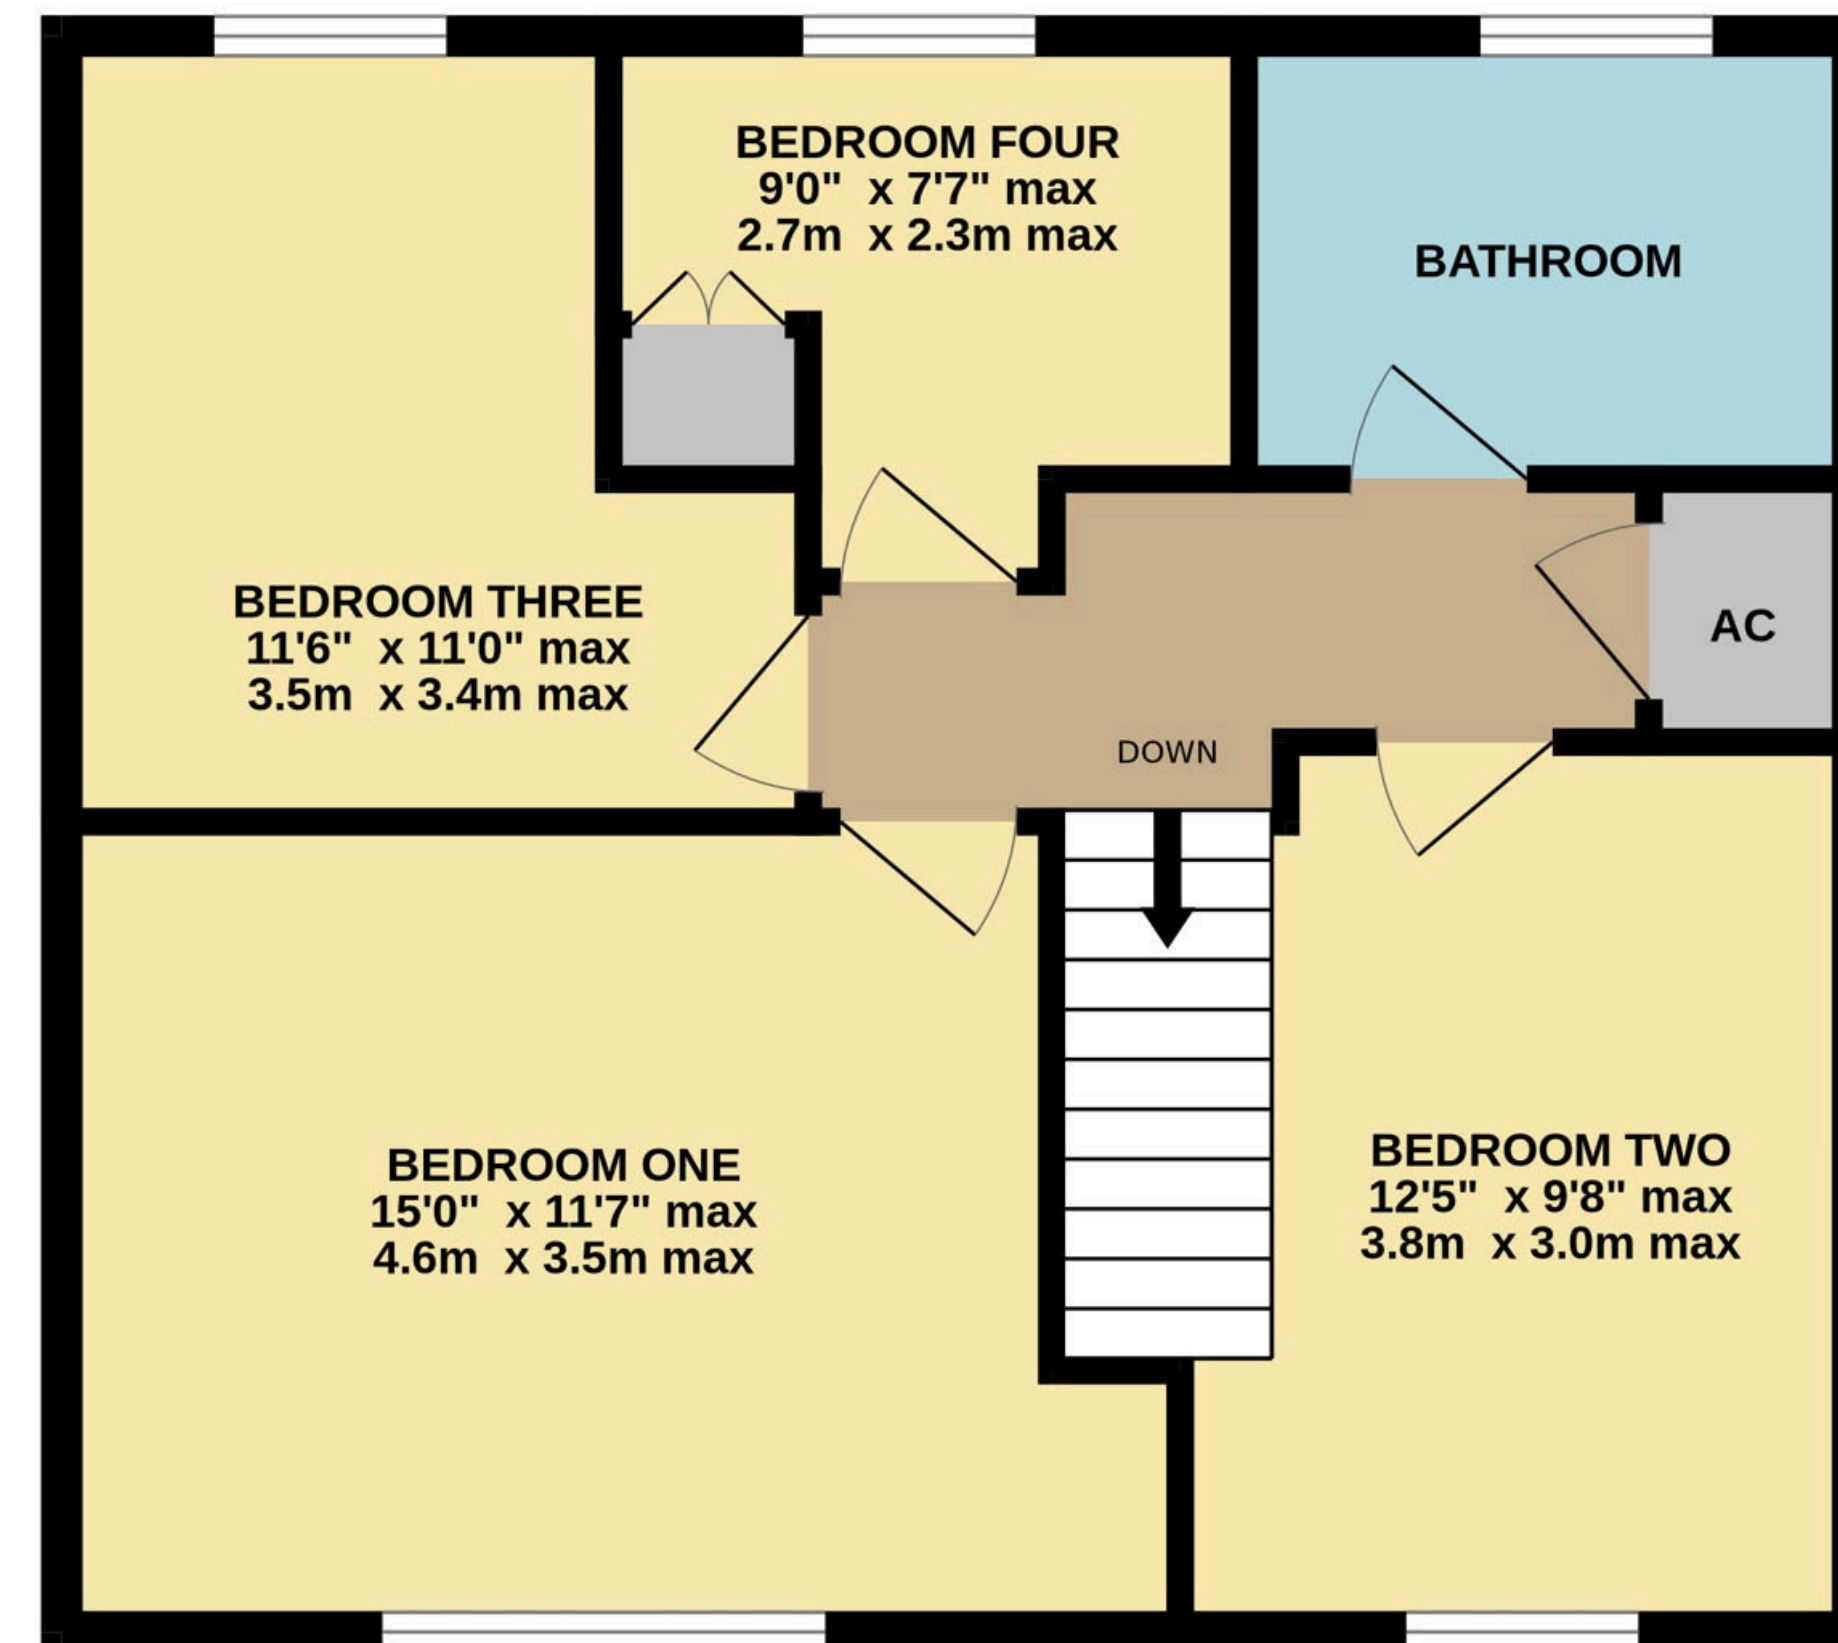 BEDROOM FOUR
9'0" x 7'7" max
2.7m x 2.3m max
BATHROOM
BEDROOM THREE
11'6" x 11'0" max
3.5m x 3.4m max
AC
DOWN
BEDROOM ONE
15'0" x 11'7" max
4.6m x 3.5m max
BEDROOM TWO
12'5" x 9'8" max
3.8m x 3.0m max